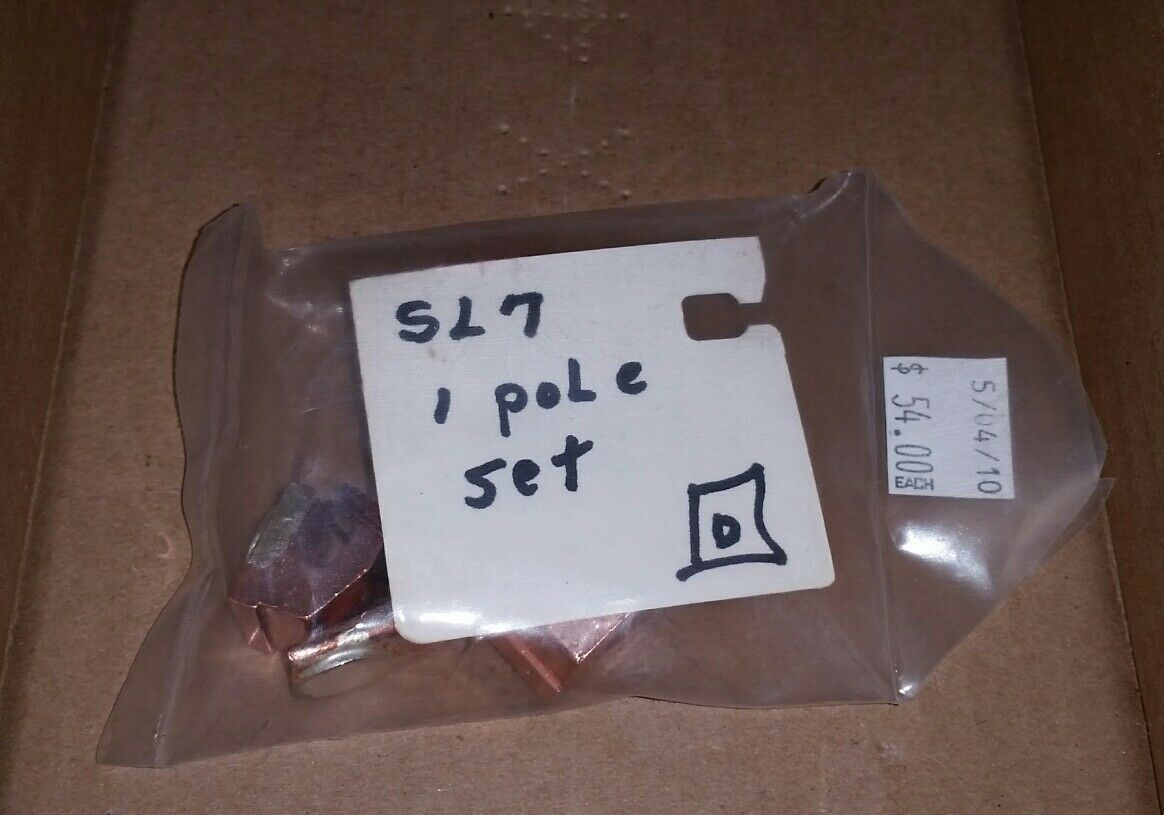 SL7
1 pole
set
D
5/04/10
$ 54.00
EACH